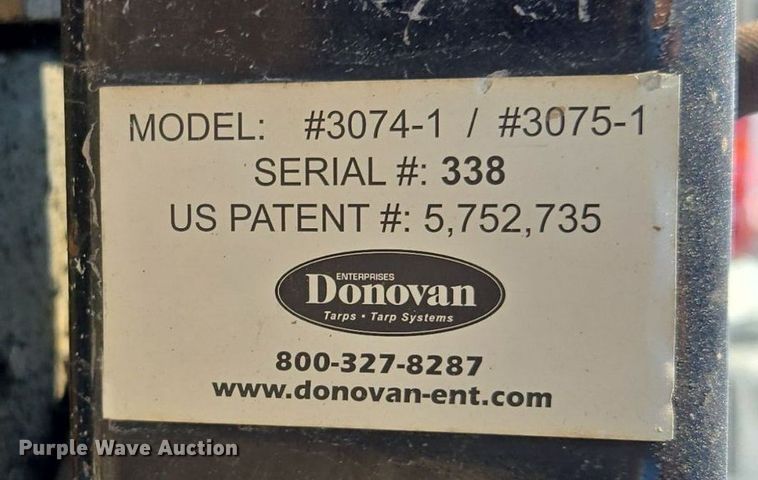 MODEL: #3074-1 / #3075-1
SERIAL #: 338
US PATENT #: 5,752,735
ENTERPRISES
Donovan
Tarps • Tarp Systems
800-327-8287
www.donovan-ent.com
Purple Wave Auction